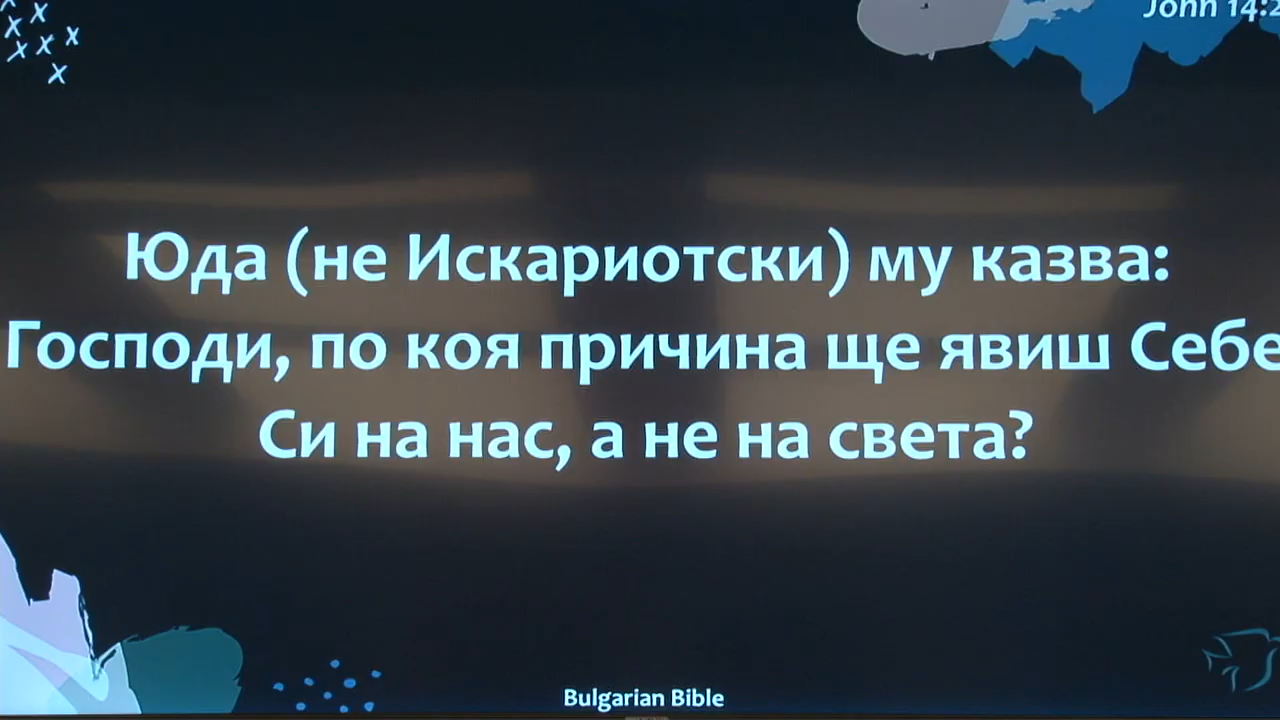 John 14:2
Юда (не Искариотски) му казва:
Господи, по коя причина ще явиш Себе
Си на нас, а не на света?
Bulgarian Bible